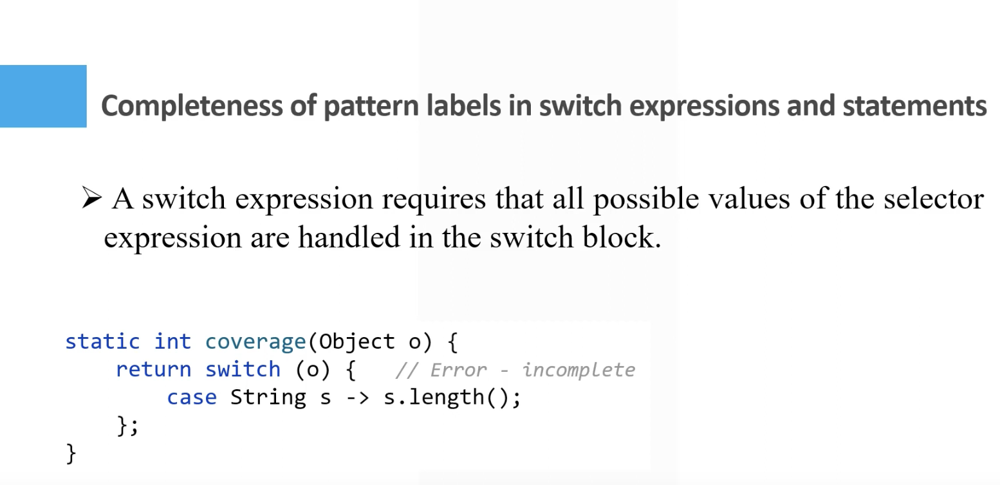 Completeness of pattern labels in switch expressions and statements
➢ A switch expression requires that all possible values of the selector
expression are handled in the switch block.
static int coverage(Object o) {
    return switch (o) {   // Error - incomplete
        case String s -> s.length();
    };
}